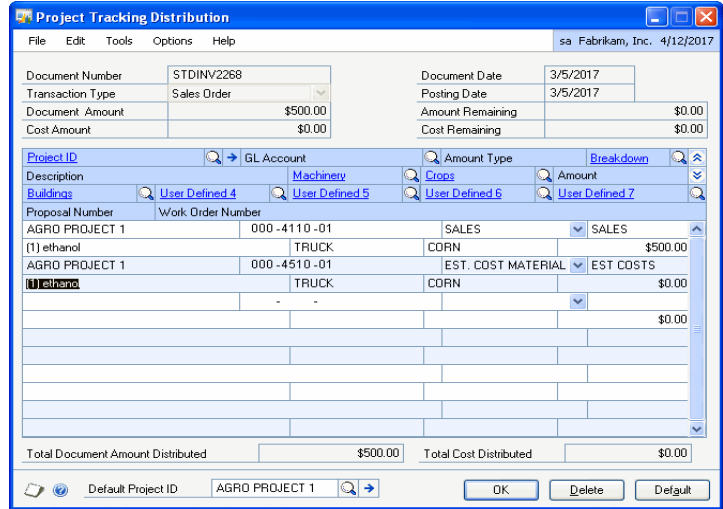 Project Tracking Distribution
File Edit Tools Options Help sa Fabrikam, Inc. 4/12/2017
Document Number STDINV2268 Document Date 3/5/2017
Transaction Type Sales Order Posting Date 3/5/2017
Document Amount $500.00 Amount Remaining $0.00
Cost Amount $0.00 Cost Remaining $0.00
Project ID GL Account Amount Type Breakdown
Description Machinery Crops Amount
Buildings User Defined 4 User Defined 5 User Defined 6 User Defined 7
Proposal Number Work Order Number
AGRO PROJECT 1 000 -4110 -01 SALES SALES
(1) ethanol TRUCK CORN $500.00
AGRO PROJECT 1 000 -4510 -01 EST. COST MATERIAL EST COSTS
(1) ethanol TRUCK CORN $0.00
- -
$0.00
Total Document Amount Distributed $500.00 Total Cost Distributed $0.00
Default Project ID AGRO PROJECT 1 OK Delete Default